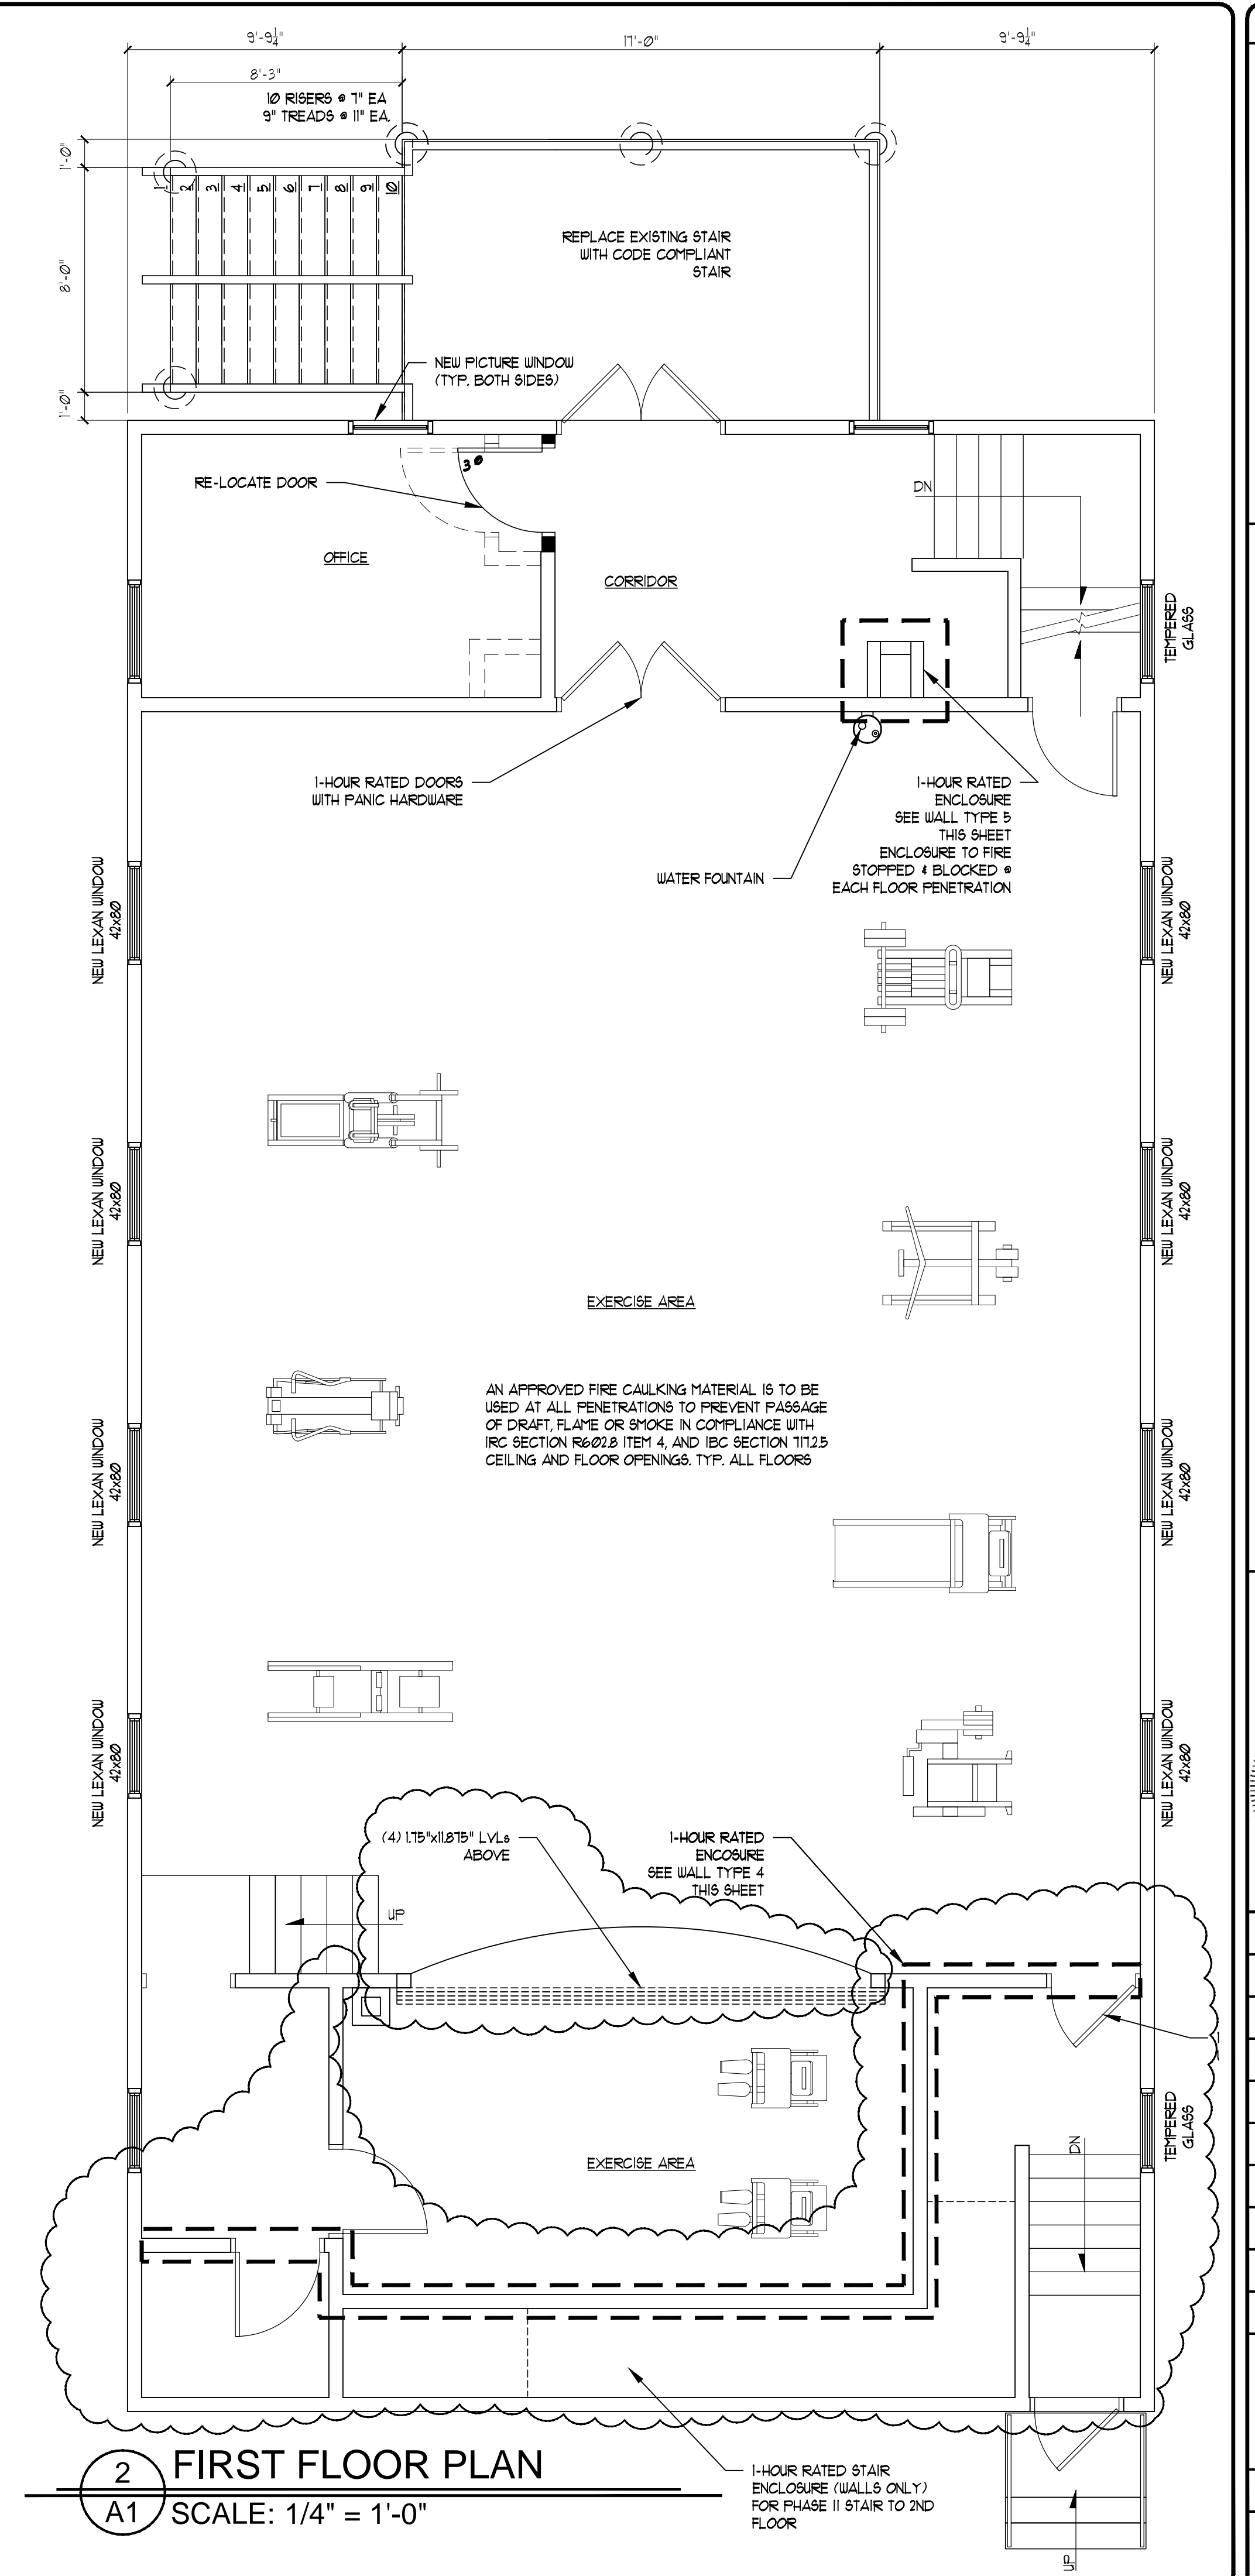 9'-9¼"
17'-0"
9'-9¼"
8'-3"
10 RISERS @ 7" EA
9" TREADS @ 11" EA.
1'-0"
8'-0"
1'-0"
1
2
3
4
5
6
7
8
9
10
REPLACE EXISTING STAIR
WITH CODE COMPLIANT
STAIR
NEW PICTURE WINDOW
(TYP. BOTH SIDES)
30
RE-LOCATE DOOR
OFFICE
CORRIDOR
DN
TEMPERED
GLASS
1-HOUR RATED DOORS
WITH PANIC HARDWARE
WATER FOUNTAIN
1-HOUR RATED
ENCLOSURE
SEE WALL TYPE 5
THIS SHEET
ENCLOSURE TO FIRE
STOPPED & BLOCKED @
EACH FLOOR PENETRATION
NEW LEXAN WINDOW
42x80
NEW LEXAN WINDOW
42x80
NEW LEXAN WINDOW
42x80
NEW LEXAN WINDOW
42x80
EXERCISE AREA
AN APPROVED FIRE CAULKING MATERIAL IS TO BE
USED AT ALL PENETRATIONS TO PREVENT PASSAGE
OF DRAFT, FLAME OR SMOKE IN COMPLIANCE WITH
IRC SECTION R602.8 ITEM 4, AND IBC SECTION 717.2.5
CEILING AND FLOOR OPENINGS. TYP. ALL FLOORS
NEW LEXAN WINDOW
42x80
NEW LEXAN WINDOW
42x80
NEW LEXAN WINDOW
42x80
NEW LEXAN WINDOW
42x80
(4) 1.75"x11.875" LVLs
ABOVE
1-HOUR RATED
ENCOSURE
SEE WALL TYPE 4
THIS SHEET
UP
EXERCISE AREA
DN
TEMPERED
GLASS
2
A1
FIRST FLOOR PLAN
SCALE: 1/4" = 1'-0"
1-HOUR RATED STAIR
ENCLOSURE (WALLS ONLY)
FOR PHASE II STAIR TO 2ND
FLOOR
UP